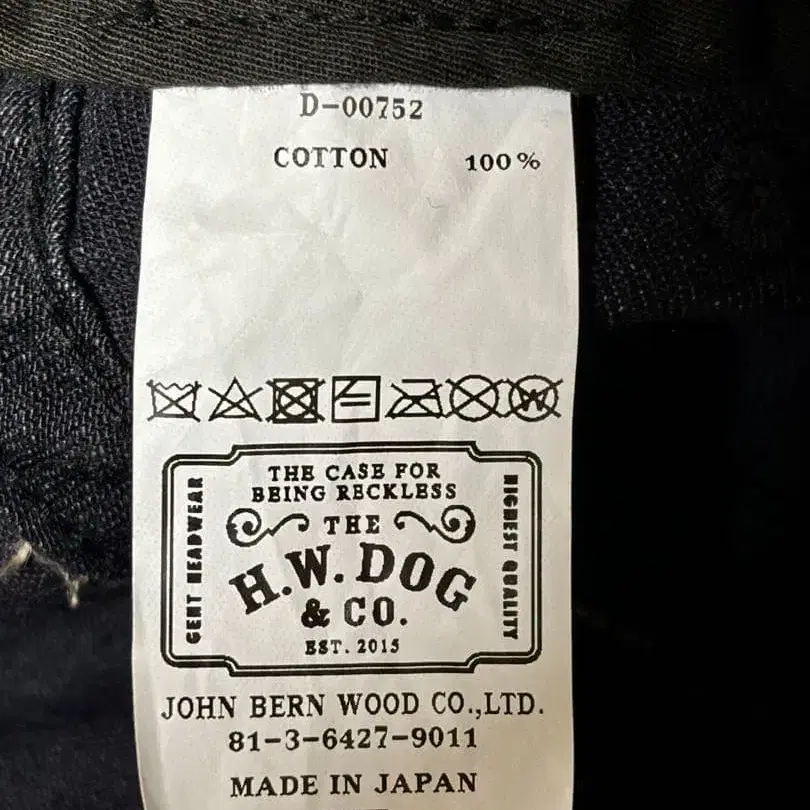 D-00752
COTTON 100%
W
THE CASE FOR
BEING RECKLESS
GENT HEADWEAR
HIGHEST QUALITY
THE
H.W.DOG
& CO.
EST. 2015
JOHN BERN WOOD CO.,LTD.
81-3-6427-9011
MADE IN JAPAN